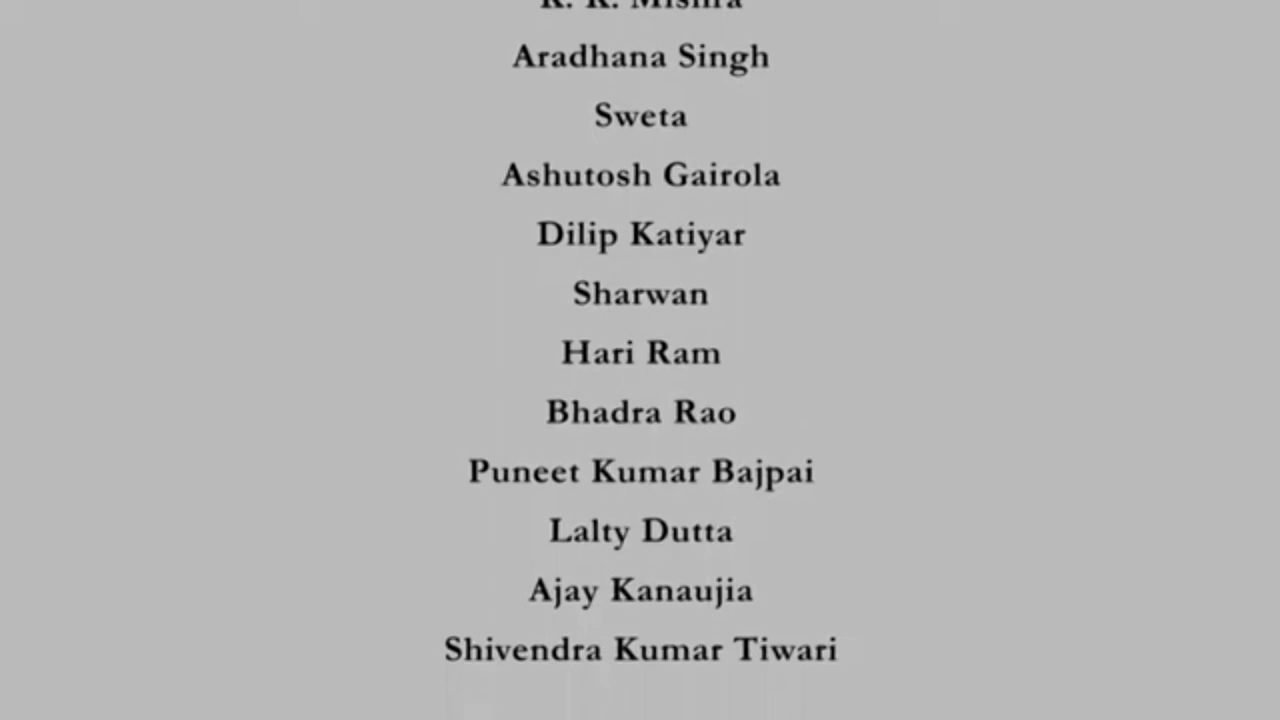 K. K. Mishra
Aradhana Singh
Sweta
Ashutosh Gairola
Dilip Katiyar
Sharwan
Hari Ram
Bhadra Rao
Puneet Kumar Bajpai
Lalty Dutta
Ajay Kanaujia
Shivendra Kumar Tiwari